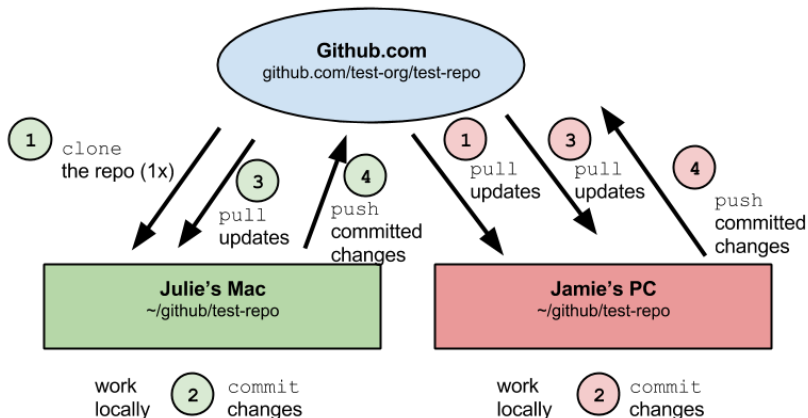 Github.com
github.com/test-org/test-repo
1
clone
the repo (1x)
3
pull
updates
4
push
committed
changes
1
pull
updates
3
pull
updates
4
push
committed
changes
Julie's Mac
~/github/test-repo
Jamie's PC
~/github/test-repo
work
locally
2
commit
changes
work
locally
2
commit
changes